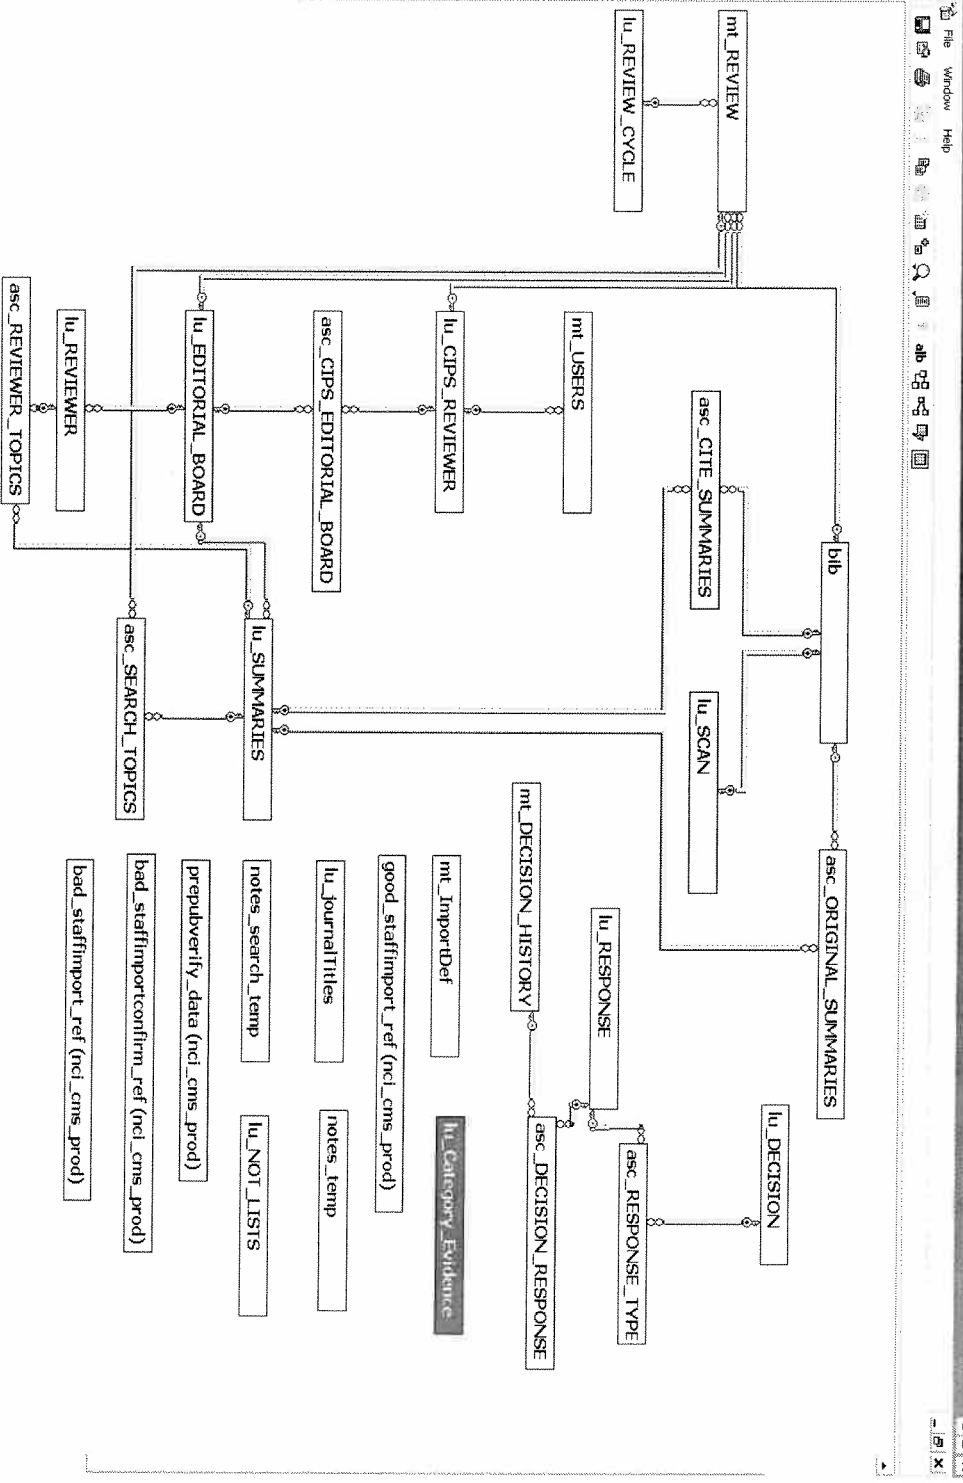 File Window Help
alb
mt_REVIEW
lu_REVIEW_CYCLE
bib
asc_ORIGINAL_SUMMARIES
lu_DECISION
asc_CITE_SUMMARIES
lu_SCAN
mt_USERS
lu_RESPONSE
asc_RESPONSE_TYPE
lu_CIPS_REVIEWER
mt_DECISION_HISTORY
asc_DECISION_RESPONSE
asc_CIPS_EDITORIAL_BOARD
mt_ImportDef
lu_Category_Evidence
good_staffimport_ref (nci_cms_prod)
lu_journalTitles
notes_temp
lu_EDITORIAL_BOARD
lu_SUMMARIES
notes_search_temp
lu_NOT_LISTS
prepubverify_data (nci_cms_prod)
lu_REVIEWER
asc_SEARCH_TOPICS
bad_staffimportconfirm_ref (nci_cms_prod)
asc_REVIEWER_TOPICS
bad_staffimport_ref (nci_cms_prod)